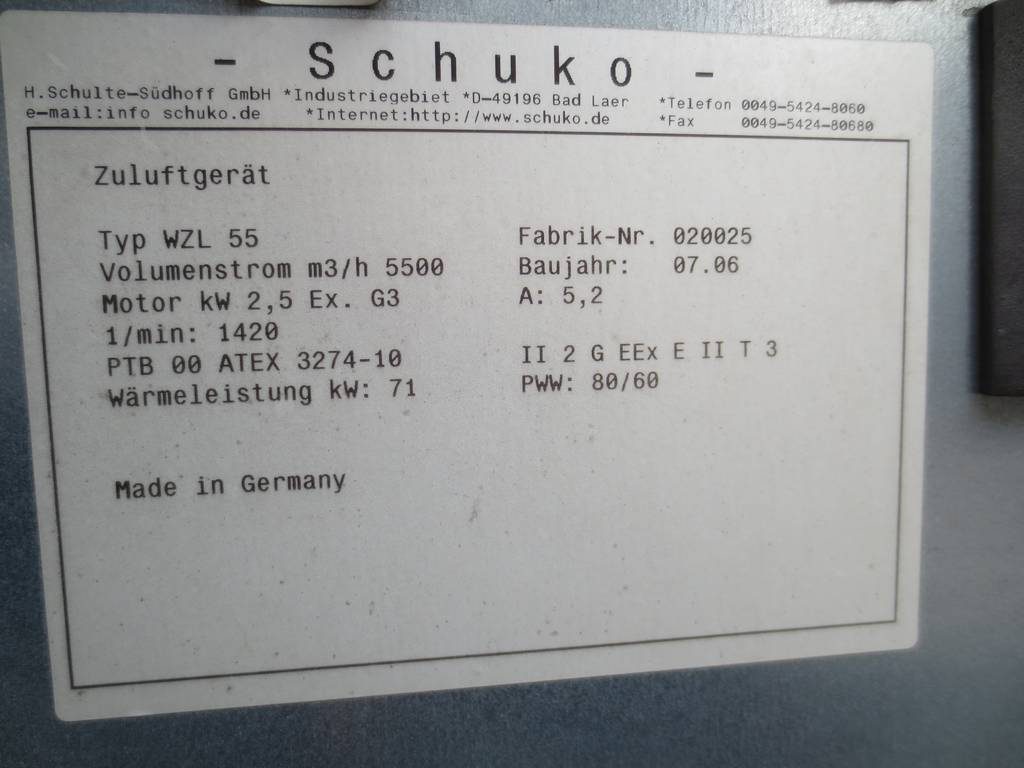 - Schuko -
H.Schulte-Südhoff GmbH *Industriegebiet *D-49196 Bad Laer *Telefon 0049-5424-8060
e-mail:info schuko.de *Internet:http://www.schuko.de *Fax 0049-5424-80680
Zuluftgerät
Typ WZL 55 Fabrik-Nr. 020025
Volumenstrom m3/h 5500 Baujahr: 07.06
Motor kW 2,5 Ex. G3 A: 5,2
1/min: 1420
PTB 00 ATEX 3274-10 II 2 G EEx E II T 3
Wärmeleistung kW: 71 PWW: 80/60
Made in Germany